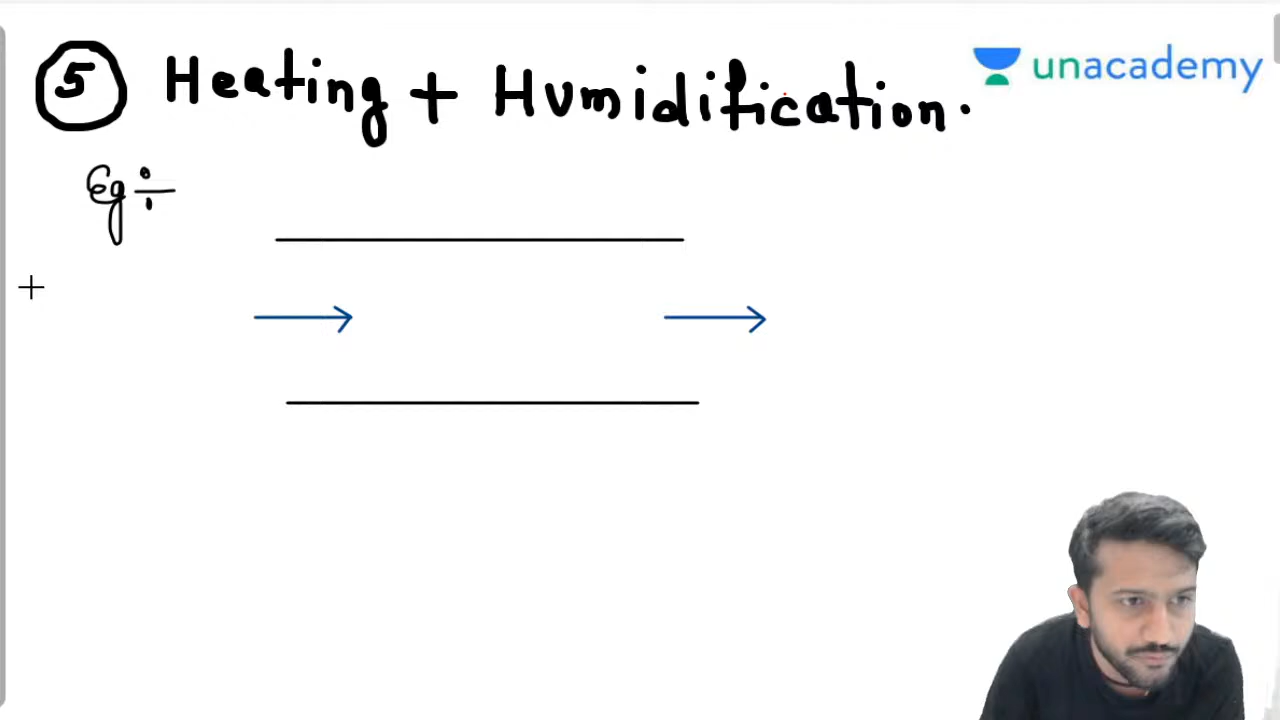 5 Heating + Humidification.
unacademy
Eg :-